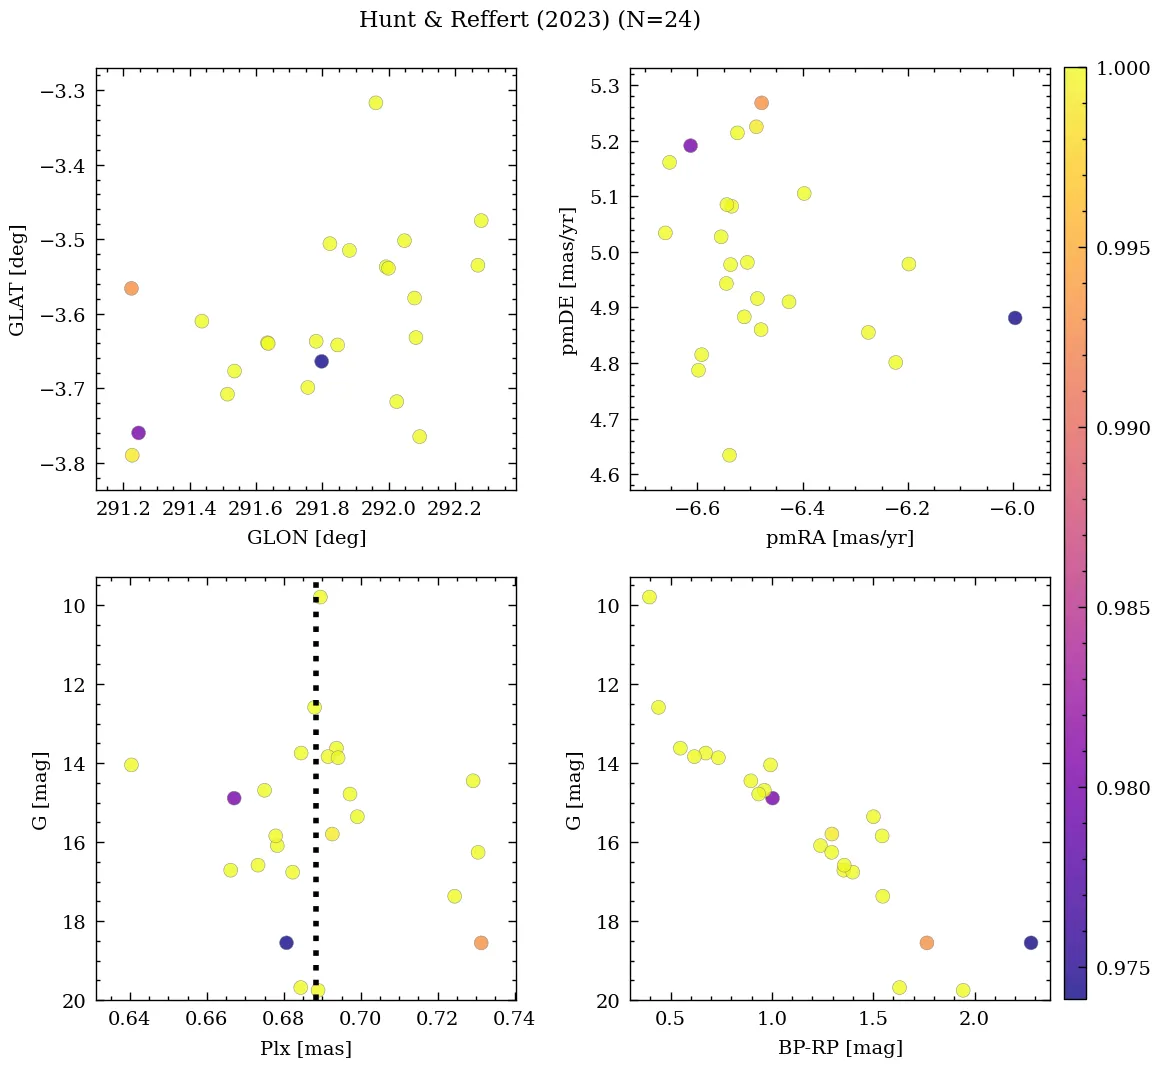 Hunt & Reffert (2023) (N=24)
−3.3
−3.4
−3.5
−3.6
−3.7
−3.8
GLAT [deg]
291.2 291.4 291.6 291.8 292.0 292.2
GLON [deg]
5.3
5.2
5.1
5.0
4.9
4.8
4.7
4.6
pmDE [mas/yr]
−6.6 −6.4 −6.2 −6.0
pmRA [mas/yr]
1.000
0.995
0.990
0.985
0.980
0.975
10
12
14
16
18
20
G [mag]
0.64 0.66 0.68 0.70 0.72 0.74
Plx [mas]
10
12
14
16
18
20
G [mag]
0.5 1.0 1.5 2.0
BP-RP [mag]